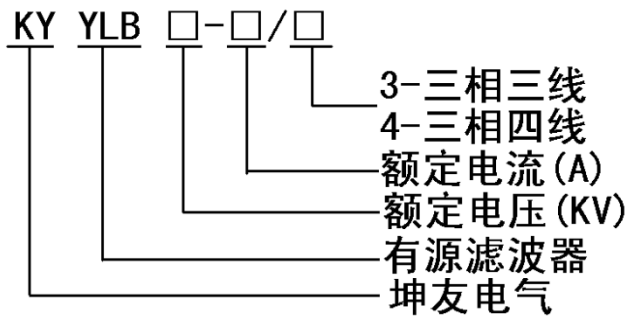 KY YLB □-□/□
3-三相三线
4-三相四线
额定电流(A)
额定电压(KV)
有源滤波器
坤友电气